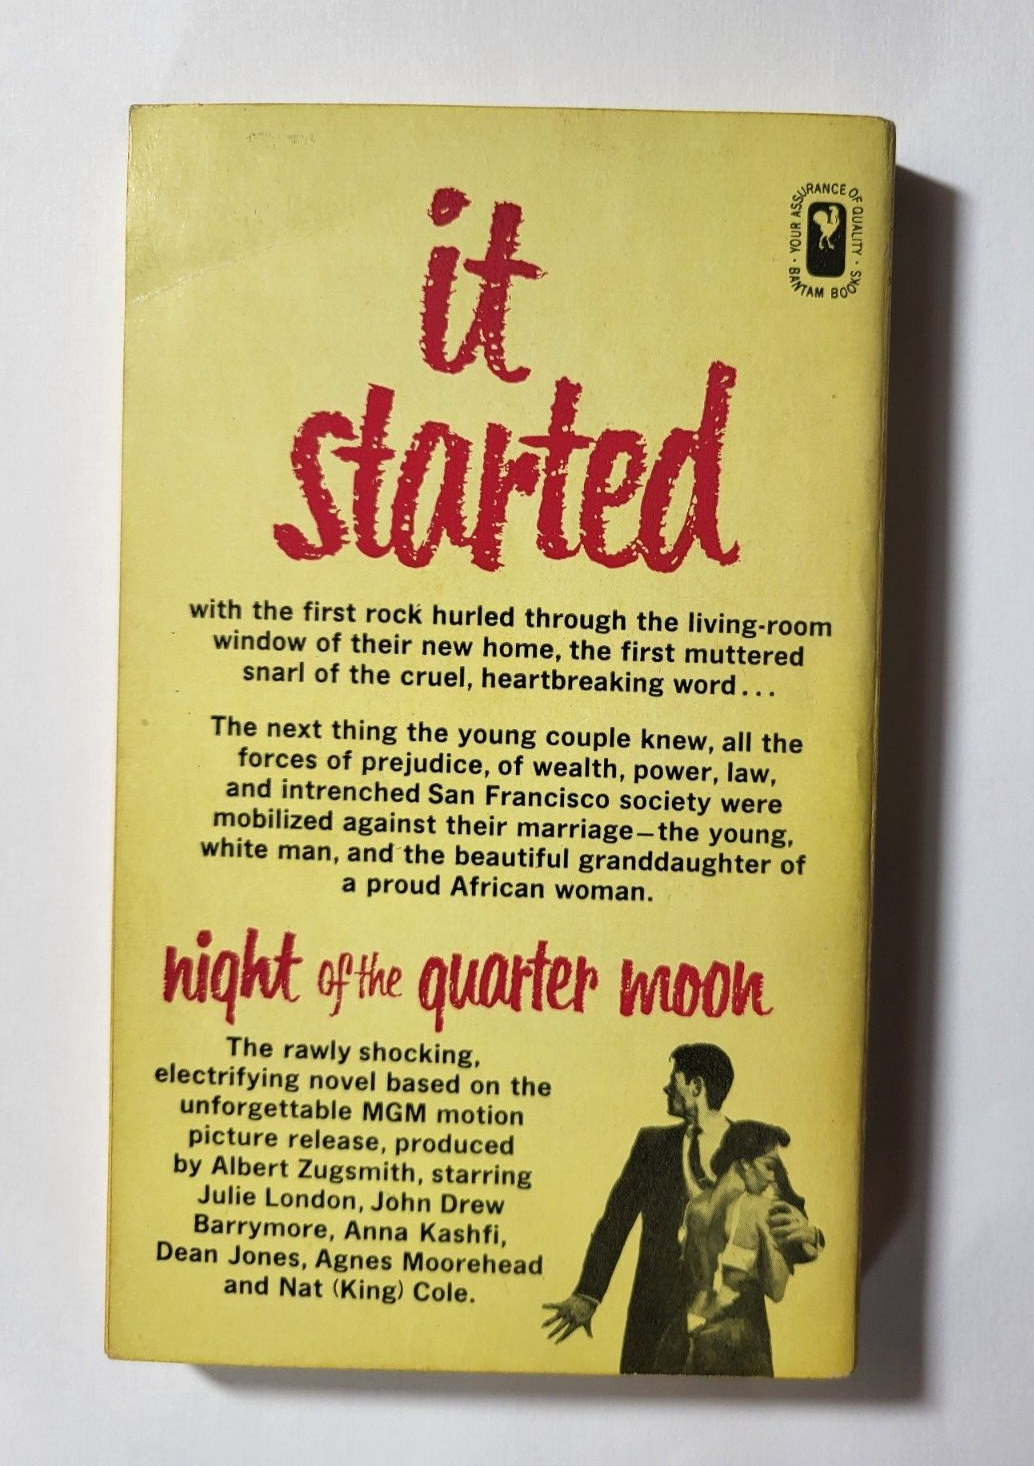 it
started
YOUR ASSURANCE OF QUALITY • BANTAM BOOKS •
with the first rock hurled through the living-room
window of their new home, the first muttered
snarl of the cruel, heartbreaking word...
The next thing the young couple knew, all the
forces of prejudice, of wealth, power, law,
and intrenched San Francisco society were
mobilized against their marriage—the young,
white man, and the beautiful granddaughter of
a proud African woman.
night of the quarter moon
The rawly shocking,
electrifying novel based on the
unforgettable MGM motion
picture release, produced
by Albert Zugsmith, starring
Julie London, John Drew
Barrymore, Anna Kashfi,
Dean Jones, Agnes Moorehead
and Nat (King) Cole.